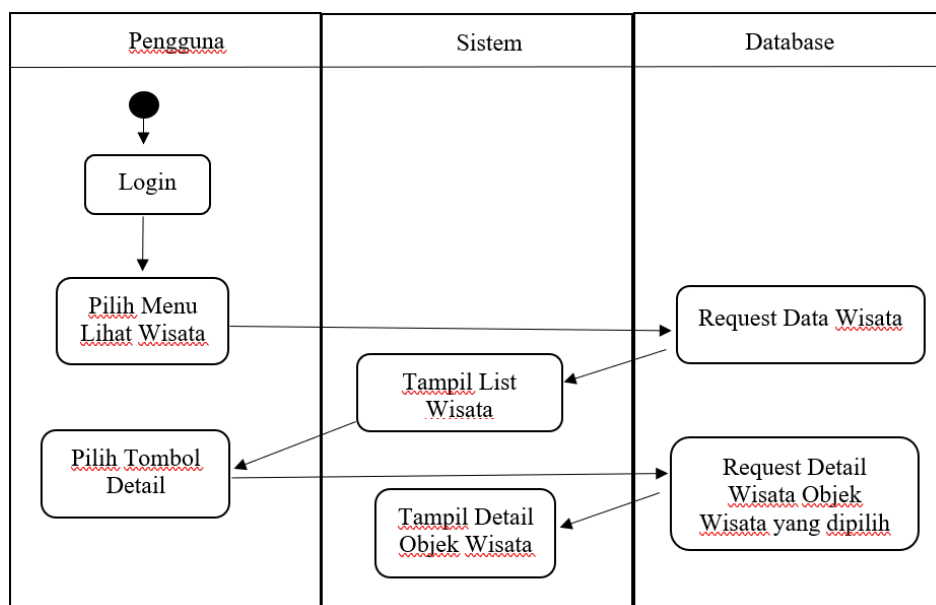 Pengguna
Sistem
Database
Login
Pilih Menu
Lihat Wisata
Request Data Wisata
Tampil List
Wisata
Pilih Tombol
Detail
Request Detail
Wisata Objek
Wisata yang dipilih
Tampil Detail
Objek Wisata